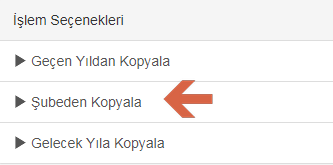 İşlem Seçenekleri
▶ Geçen Yıldan Kopyala
▶ Şubeden Kopyala
▶ Gelecek Yıla Kopyala